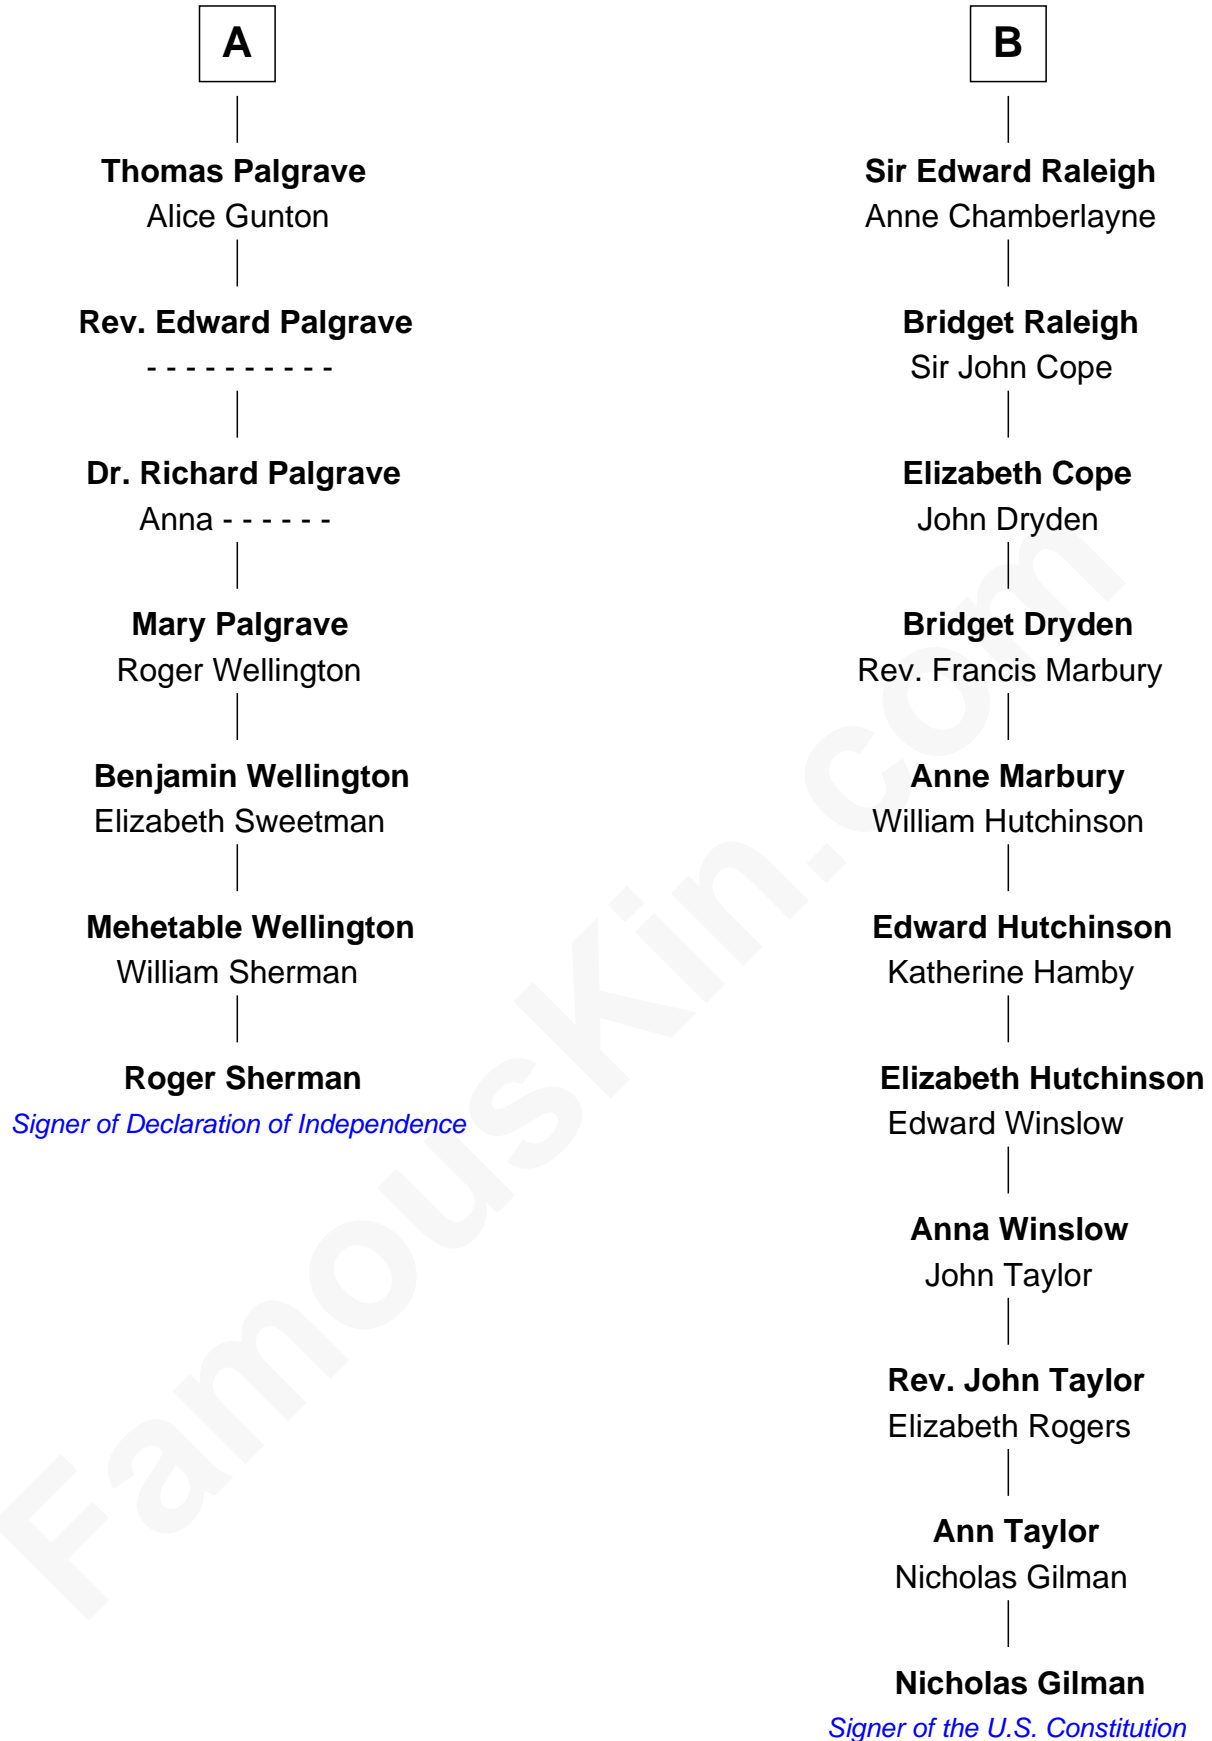 A
Thomas Palgrave
Alice Gunton
Rev. Edward Palgrave
- - - - - - - - - -
Dr. Richard Palgrave
Anna - - - - - -
Mary Palgrave
Roger Wellington
Benjamin Wellington
Elizabeth Sweetman
Mehetable Wellington
William Sherman
Roger Sherman
Signer of Declaration of Independence
B
Sir Edward Raleigh
Anne Chamberlayne
Bridget Raleigh
Sir John Cope
Elizabeth Cope
John Dryden
Bridget Dryden
Rev. Francis Marbury
Anne Marbury
William Hutchinson
Edward Hutchinson
Katherine Hamby
Elizabeth Hutchinson
Edward Winslow
Anna Winslow
John Taylor
Rev. John Taylor
Elizabeth Rogers
Ann Taylor
Nicholas Gilman
Nicholas Gilman
Signer of the U.S. Constitution
FamousKin.com